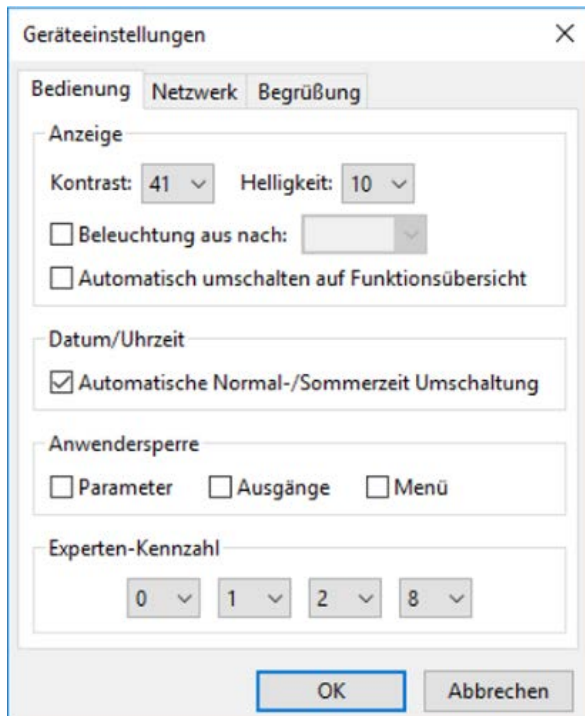 Geräteeinstellungen
Bedienung Netzwerk Begrüßung
Anzeige
Kontrast: 41 Helligkeit: 10
Beleuchtung aus nach:
Automatisch umschalten auf Funktionsübersicht
Datum/Uhrzeit
Automatische Normal-/Sommerzeit Umschaltung
Anwendersperre
Parameter Ausgänge Menü
Experten-Kennzahl
0 1 2 8
OK Abbrechen